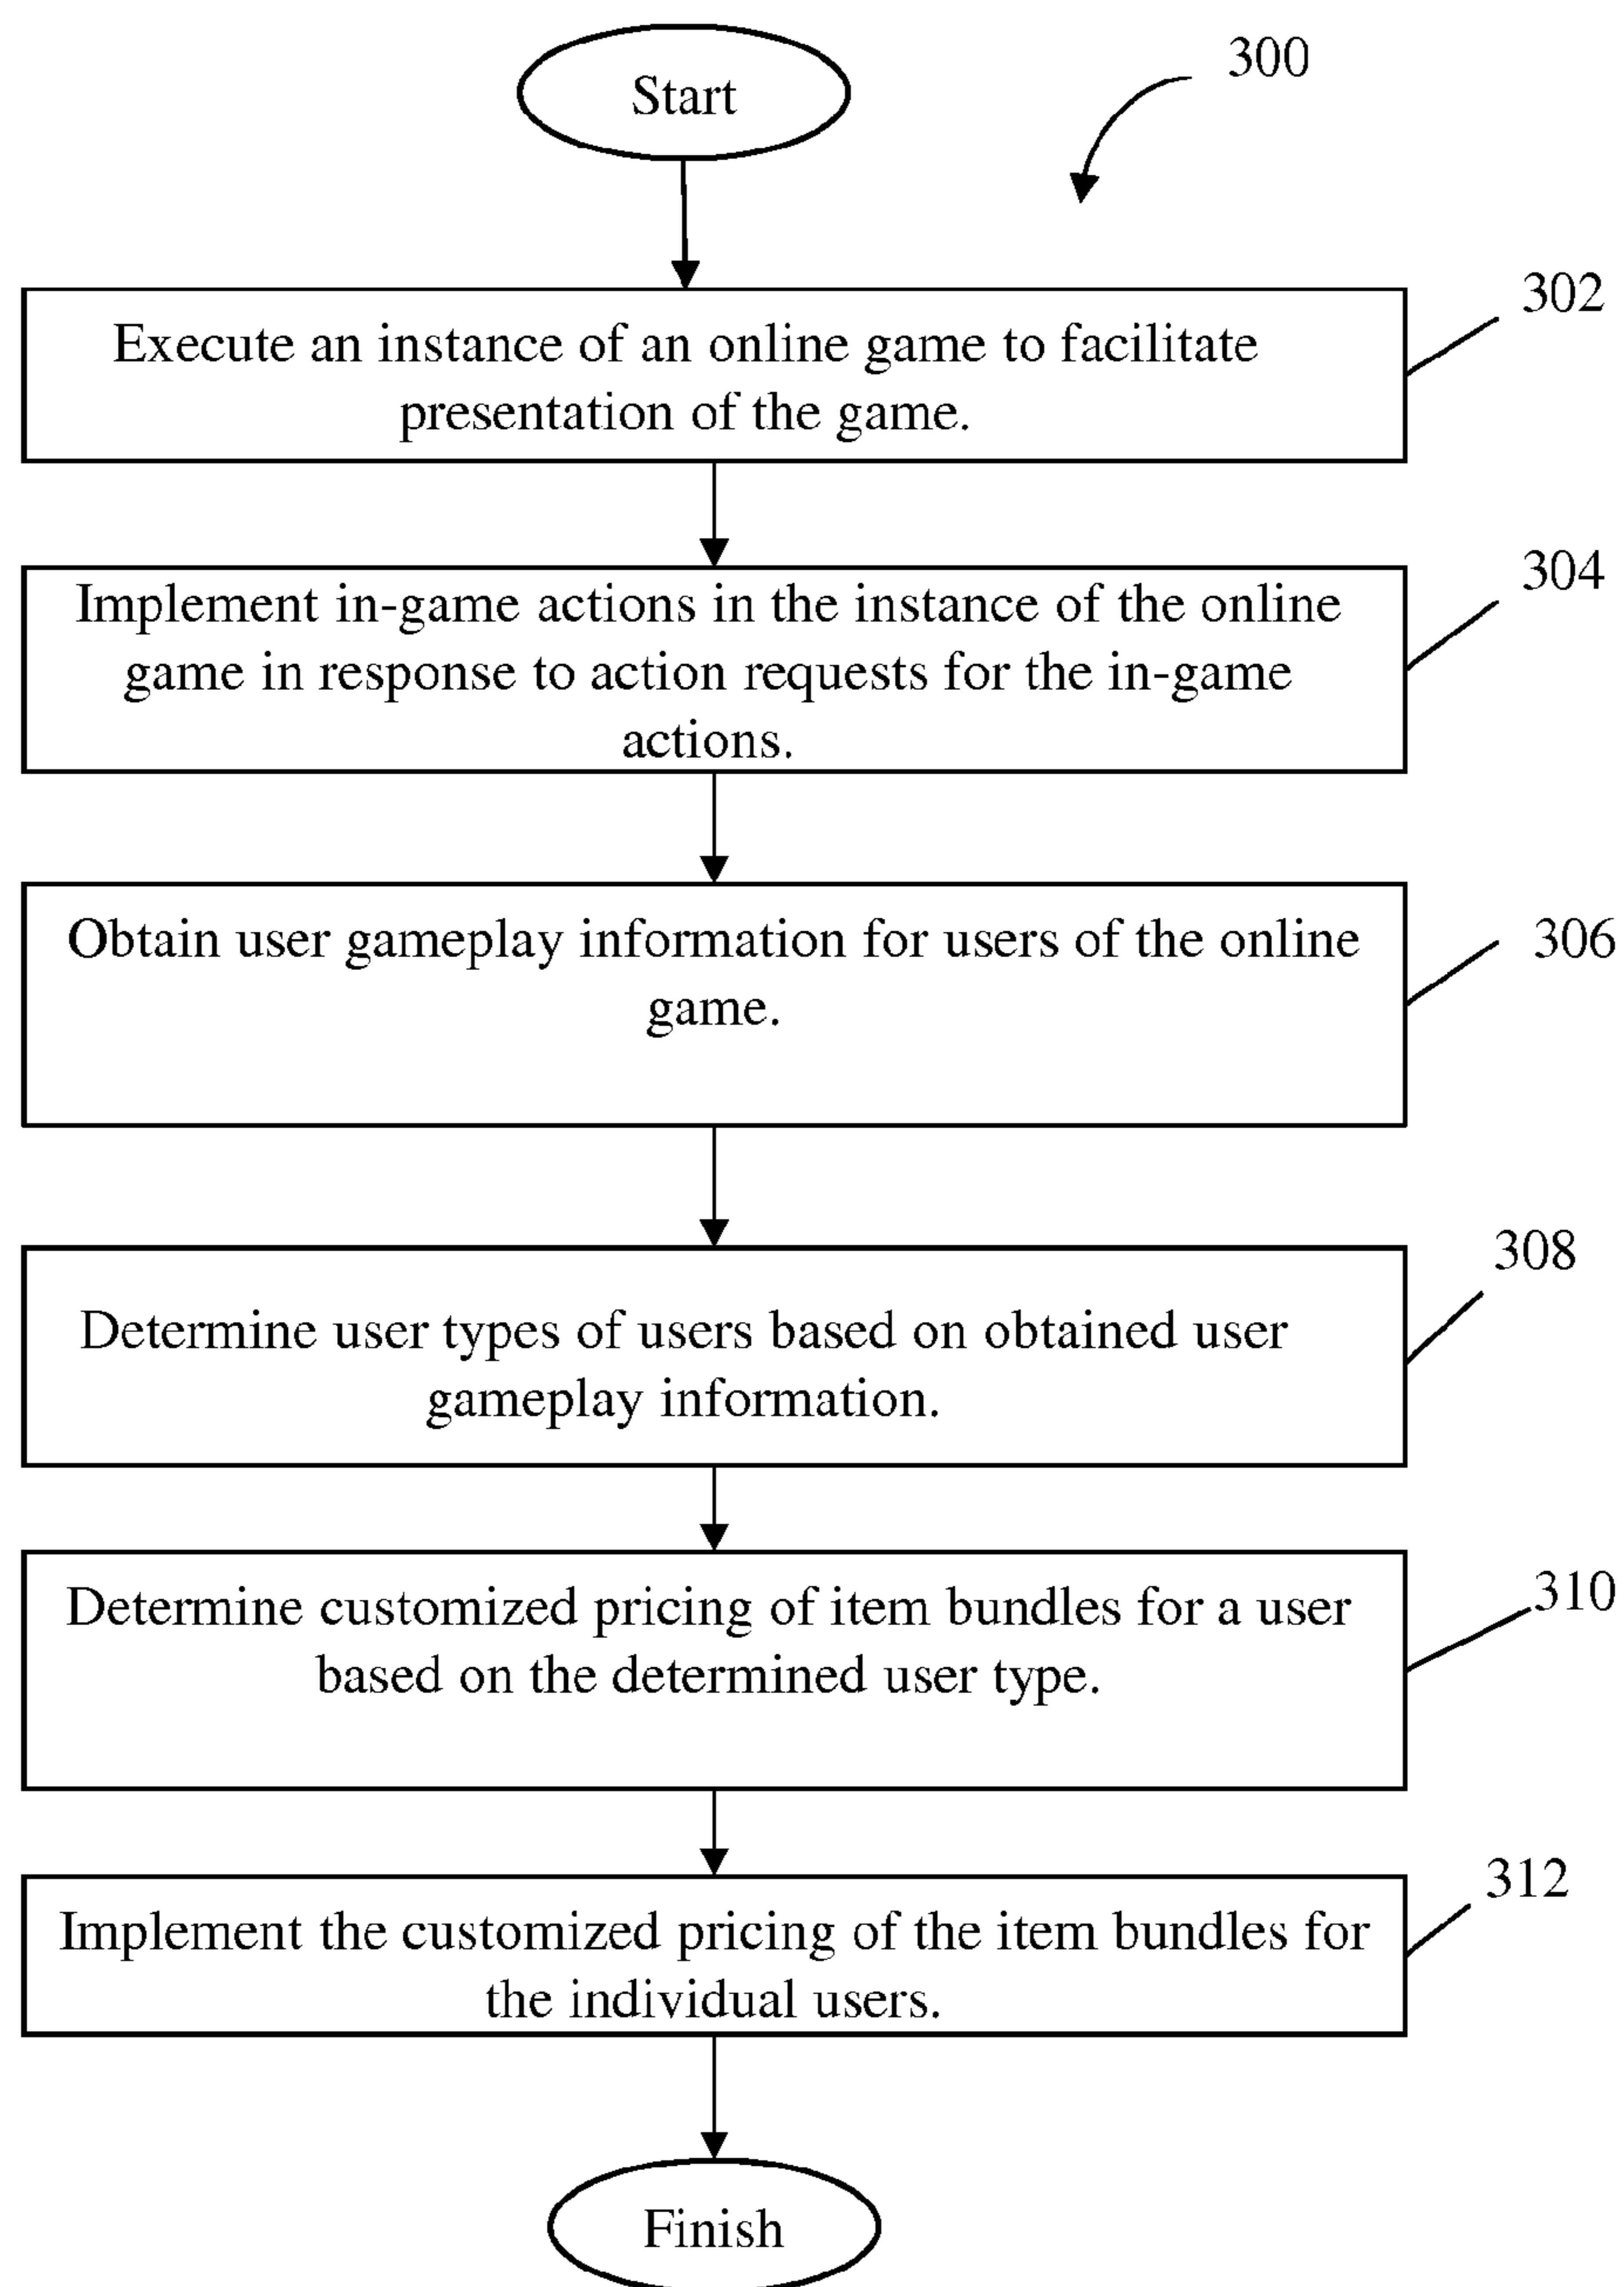 Start
300
302
Execute an instance of an online game to facilitate
presentation of the game.
304
Implement in-game actions in the instance of the online
game in response to action requests for the in-game
actions.
306
Obtain user gameplay information for users of the online
game.
308
Determine user types of users based on obtained user
gameplay information.
310
Determine customized pricing of item bundles for a user
based on the determined user type.
312
Implement the customized pricing of the item bundles for
the individual users.
Finish